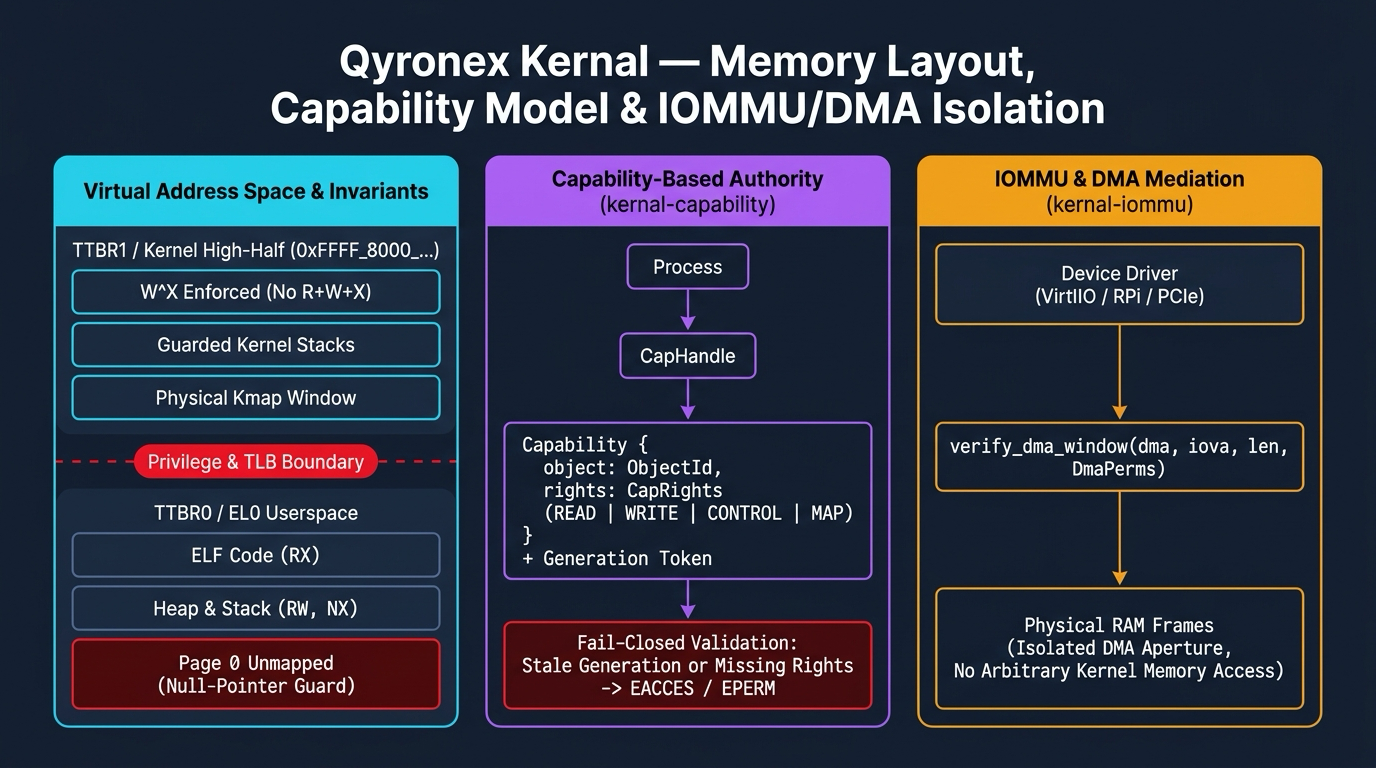 Qyronex Kernal — Memory Layout,
Capability Model & IOMMU/DMA Isolation
Virtual Address Space & Invariants
TTBR1 / Kernel High-Half (0xFFFF_8000_...)
W^X Enforced (No R+W+X)
Guarded Kernel Stacks
Physical Kmap Window
Privilege & TLB Boundary
TTBR0 / EL0 Userspace
ELF Code (RX)
Heap & Stack (RW, NX)
Page 0 Unmapped
(Null-Pointer Guard)
Capability-Based Authority
(kernal-capability)
Process
CapHandle
Capability {
object: ObjectId,
rights: CapRights
(READ | WRITE | CONTROL | MAP)
}
+ Generation Token
Fail-Closed Validation:
Stale Generation or Missing Rights
-> EACCES / EPERM
IOMMU & DMA Mediation
(kernal-iommu)
Device Driver
(VirtIIO / RPi / PCIe)
verify_dma_window(dma, iova, len,
DmaPerms)
Physical RAM Frames
(Isolated DMA Aperture,
No Arbitrary Kernel Memory Access)